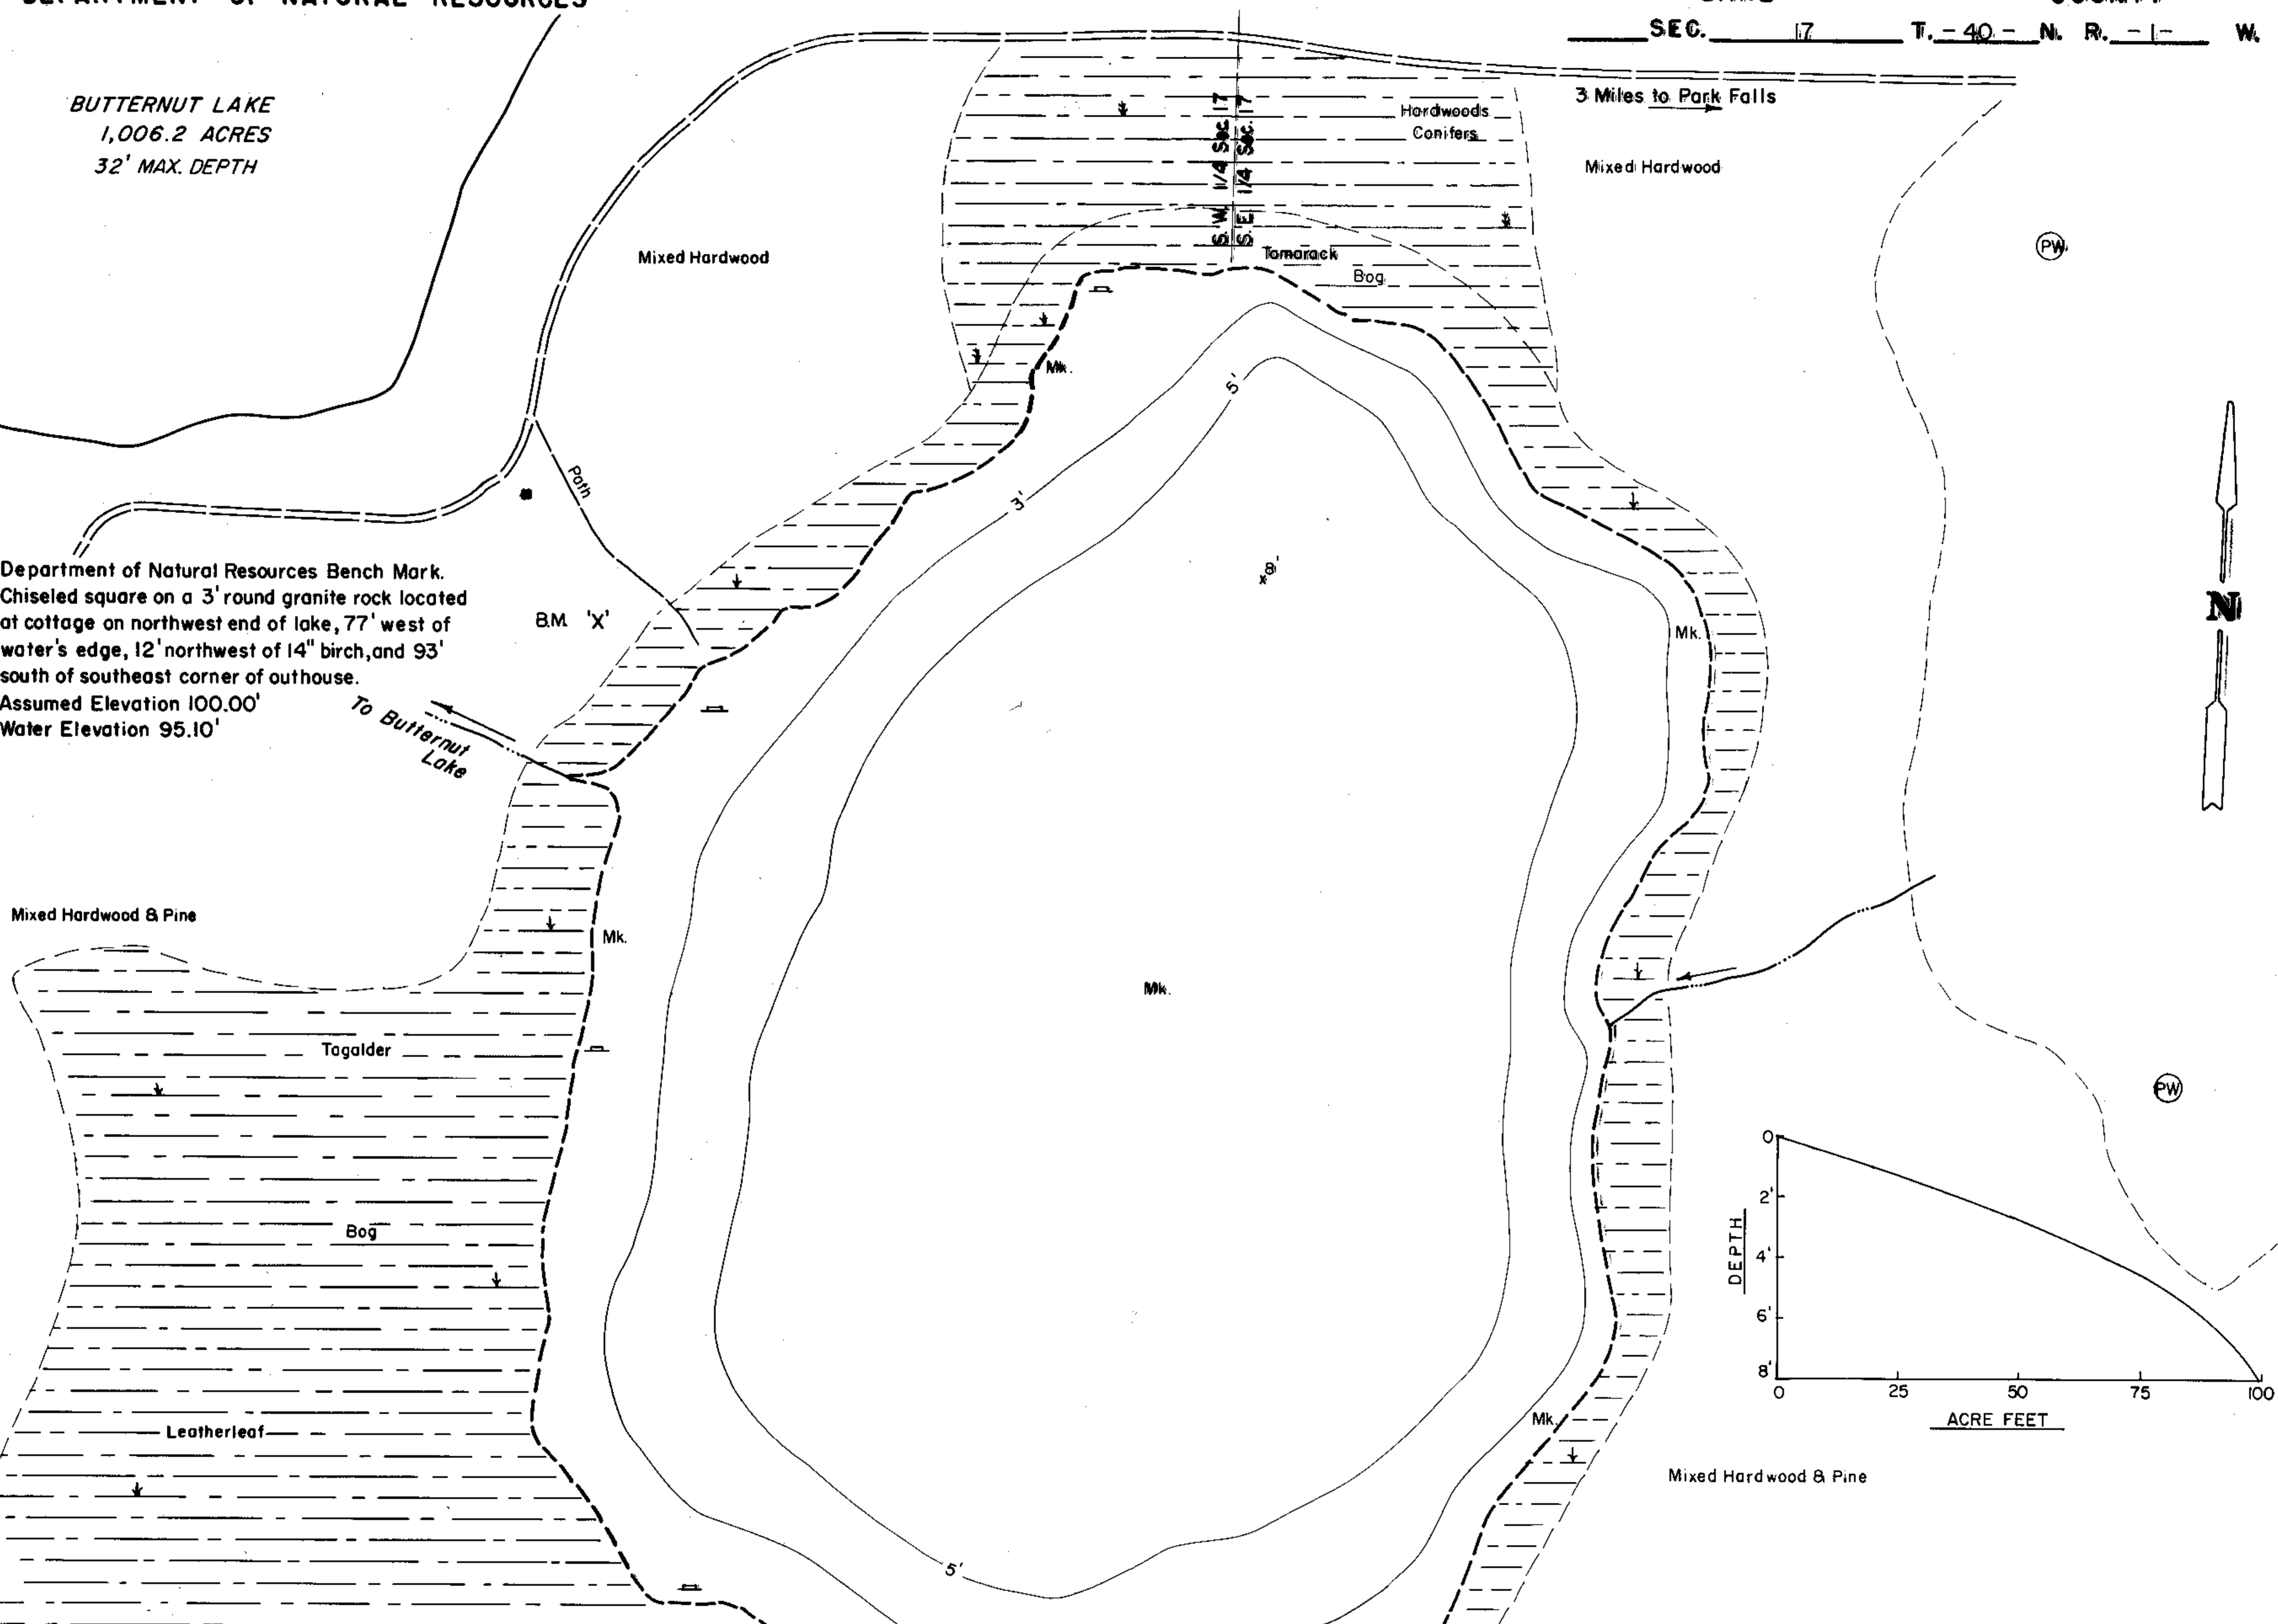 DEPARTMENT OF NATURAL RESOURCES
SEC. 17 T. -40- N. R. -1- W.
BUTTERNUT LAKE
1,006.2 ACRES
32' MAX. DEPTH
3 Miles to Park Falls
Hardwoods
Conifers
Mixed Hardwood
S. W. 1/4 Sec. 17
S. E. 1/4 Sec. 17
Mixed Hardwood
Tamarack
Bog
PW
Mk.
5'
3'
Path
8'
N
Department of Natural Resources Bench Mark.
Chiseled square on a 3' round granite rock located
at cottage on northwest end of lake, 77' west of
water's edge, 12' northwest of 14" birch, and 93'
south of southeast corner of outhouse.
Assumed Elevation 100.00'
Water Elevation 95.10'
B.M. 'X'
Mk.
To Butternut
Lake
Mixed Hardwood & Pine
Mk.
Mk.
Tagalder
PW
Bog
DEPTH
0
2'
4'
6'
8'
0 25 50 75 100
ACRE FEET
Leatherleaf
Mk.
Mixed Hardwood & Pine
5'